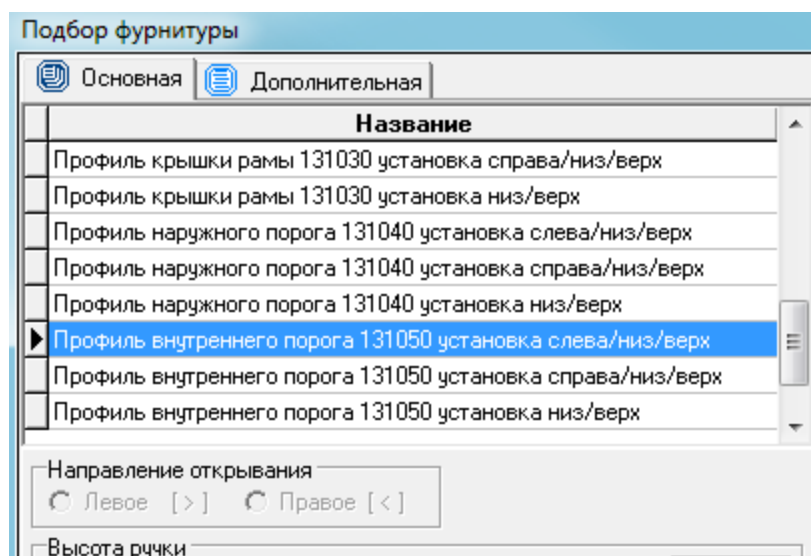 Подбор фурнитуры
Основная
Дополнительная
Название
Профиль крышки рамы 131030 установка справа/низ/верх
Профиль крышки рамы 131030 установка низ/верх
Профиль наружного порога 131040 установка слева/низ/верх
Профиль наружного порога 131040 установка справа/низ/верх
Профиль наружного порога 131040 установка низ/верх
Профиль внутреннего порога 131050 установка слева/низ/верх
Профиль внутреннего порога 131050 установка справа/низ/верх
Профиль внутреннего порога 131050 установка низ/верх
Направление открывания
Левое [>] Правое [<]
Высота ручки